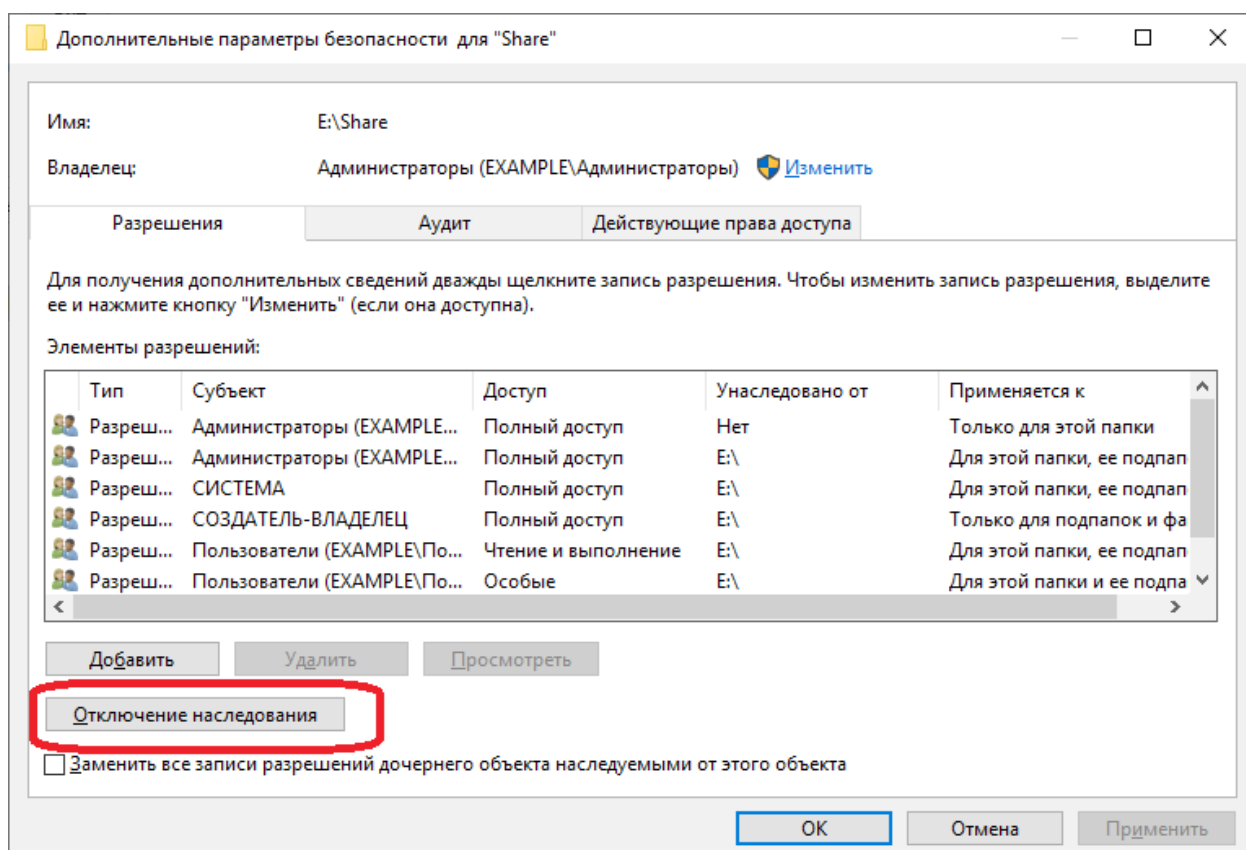 Дополнительные параметры безопасности для "Share"
Имя: E:\Share
Владелец: Администраторы (EXAMPLE\Администраторы) Изменить
Разрешения Аудит Действующие права доступа
Для получения дополнительных сведений дважды щелкните запись разрешения. Чтобы изменить запись разрешения, выделите
ее и нажмите кнопку "Изменить" (если она доступна).
Элементы разрешений:
Тип Субъект Доступ Унаследовано от Применяется к
Разреш... Администраторы (EXAMPLE... Полный доступ Нет Только для этой папки
Разреш... Администраторы (EXAMPLE... Полный доступ E:\ Для этой папки, ее подпап
Разреш... СИСТЕМА Полный доступ E:\ Для этой папки, ее подпап
Разреш... СОЗДАТЕЛЬ-ВЛАДЕЛЕЦ Полный доступ E:\ Только для подпапок и фа
Разреш... Пользователи (EXAMPLE\По... Чтение и выполнение E:\ Для этой папки, ее подпап
Разреш... Пользователи (EXAMPLE\По... Особые E:\ Для этой папки и ее подпа
Добавить Удалить Просмотреть
Отключение наследования
Заменить все записи разрешений дочернего объекта наследуемыми от этого объекта
ОК Отмена Применить